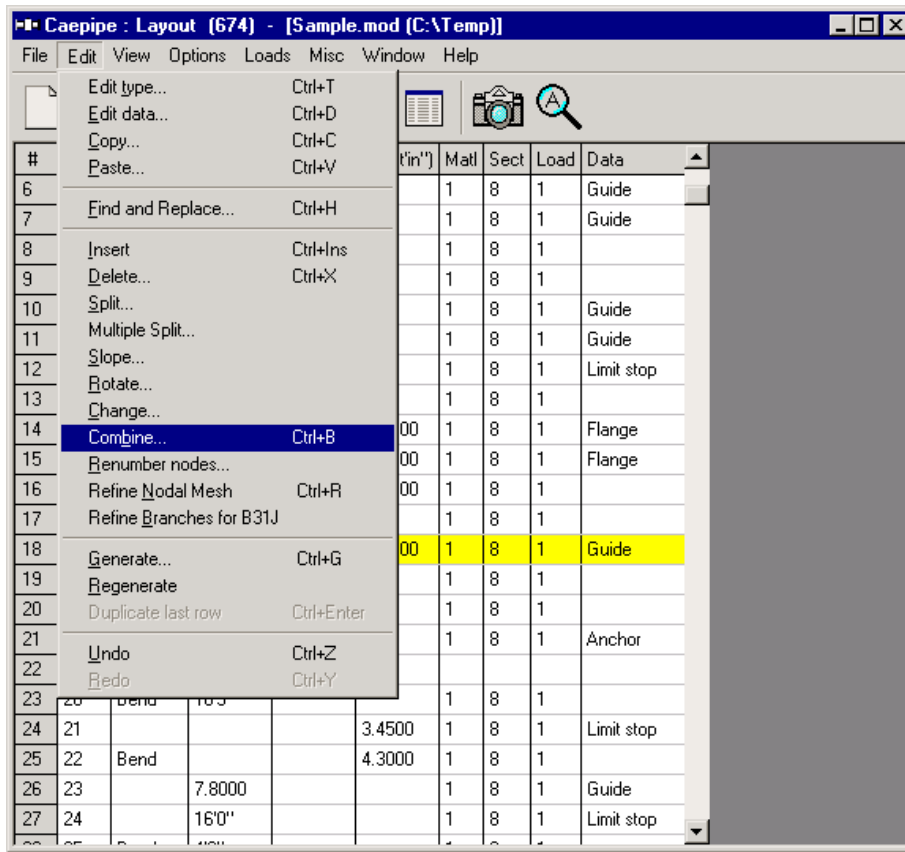 Caepipe : Layout (674) - [Sample.mod (C:\Temp)]
File Edit View Options Loads Misc Window Help
Edit type... Ctrl+T
Edit data... Ctrl+D
Copy... Ctrl+C
Paste... Ctrl+V
Find and Replace... Ctrl+H
Insert Ctrl+Ins
Delete... Ctrl+X
Split...
Multiple Split...
Slope...
Rotate...
Change...
Combine... Ctrl+B
Renumber nodes...
Refine Nodal Mesh Ctrl+R
Refine Branches for B31J
Generate... Ctrl+G
Regenerate
Duplicate last row Ctrl+Enter
Undo Ctrl+Z
Redo Ctrl+Y
A
# t'in") Matl Sect Load Data
6 1 8 1 Guide
7 1 8 1 Guide
8 1 8 1
9 1 8 1
10 1 8 1 Guide
11 1 8 1 Guide
12 1 8 1 Limit stop
13 1 8 1
14 00 1 8 1 Flange
15 00 1 8 1 Flange
16 00 1 8 1
17 1 8 1
18 00 1 8 1 Guide
19 1 8 1
20 1 8 1
21 1 8 1 Anchor
22
23 1 8 1
24 21 3.4500 1 8 1 Limit stop
25 22 Bend 4.3000 1 8 1
26 23 7.8000 1 8 1 Guide
27 24 16'0" 1 8 1 Limit stop